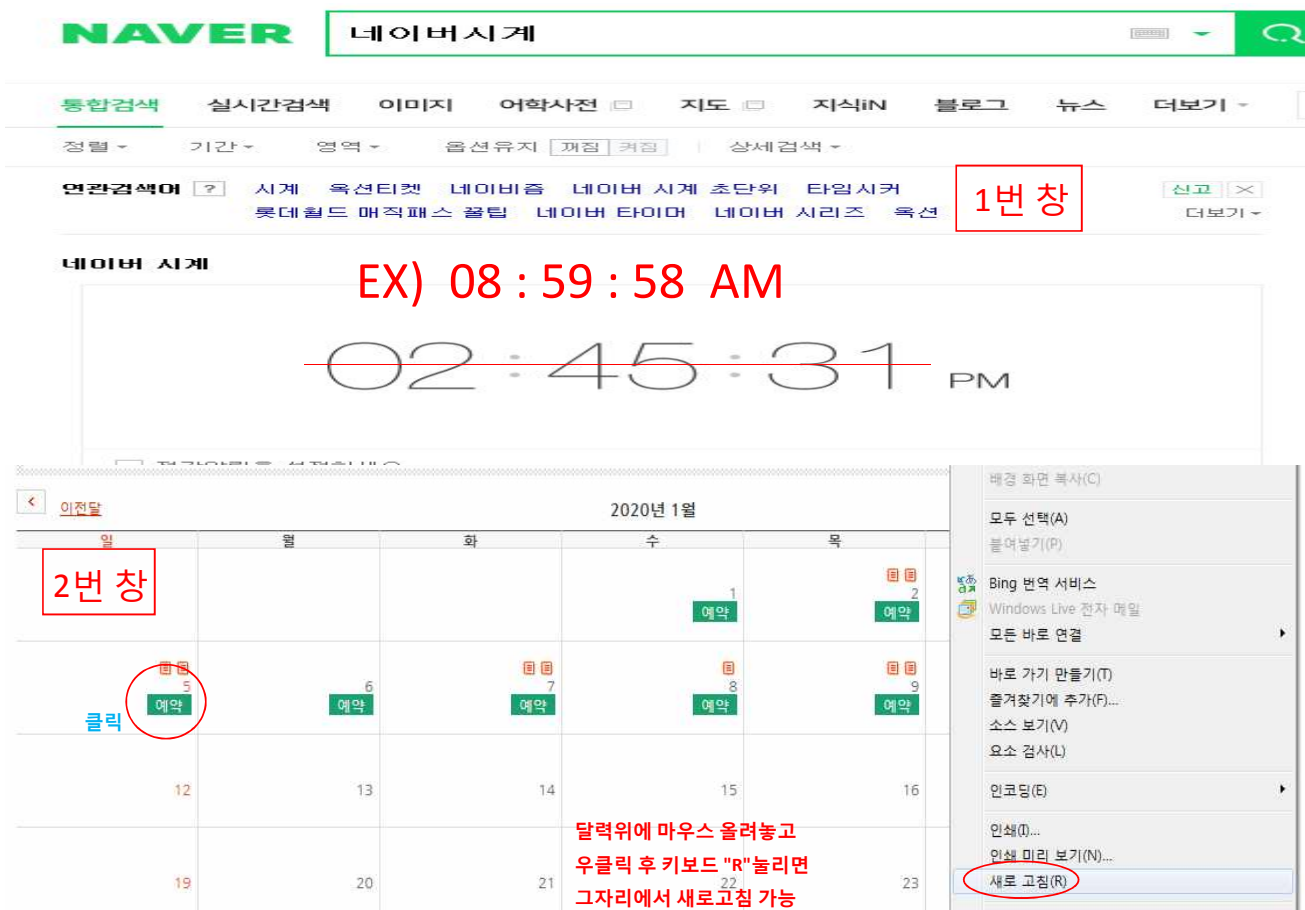 NAVER 네이버시계
통합검색 실시간검색 이미지 어학사전 지도 지식iN 블로그 뉴스 더보기
정렬 기간 영역 옵션유지 꺼짐 켜짐 상세검색
연관검색어 ? 시계 옥션티켓 네이비즘 네이버 시계 초단위 타임시커 신고
롯데월드 매직패스 꿀팁 네이버 타이머 네이버 시리즈 옥션 더보기
1번 창
네이버 시계
EX) 08 : 59 : 58 AM
02:45:31 PM
이전달 2020년 1월
일 월 화 수 목
2번 창
1 2
예약 예약
5 6 7 8 9
예약 예약 예약 예약 예약
클릭
12 13 14 15 16
달력위에 마우스 올려놓고
우클릭 후 키보드 "R"눌리면
그자리에서 새로고침 가능
19 20 21 22 23
배경 화면 복사(C)
모두 선택(A)
붙여넣기(P)
Bing 번역 서비스
Windows Live 전자 메일
모든 바로 연결
바로 가기 만들기(T)
즐겨찾기에 추가(F)...
소스 보기(V)
요소 검사(L)
인코딩(E)
인쇄(I)...
인쇄 미리 보기(N)...
새로 고침(R)